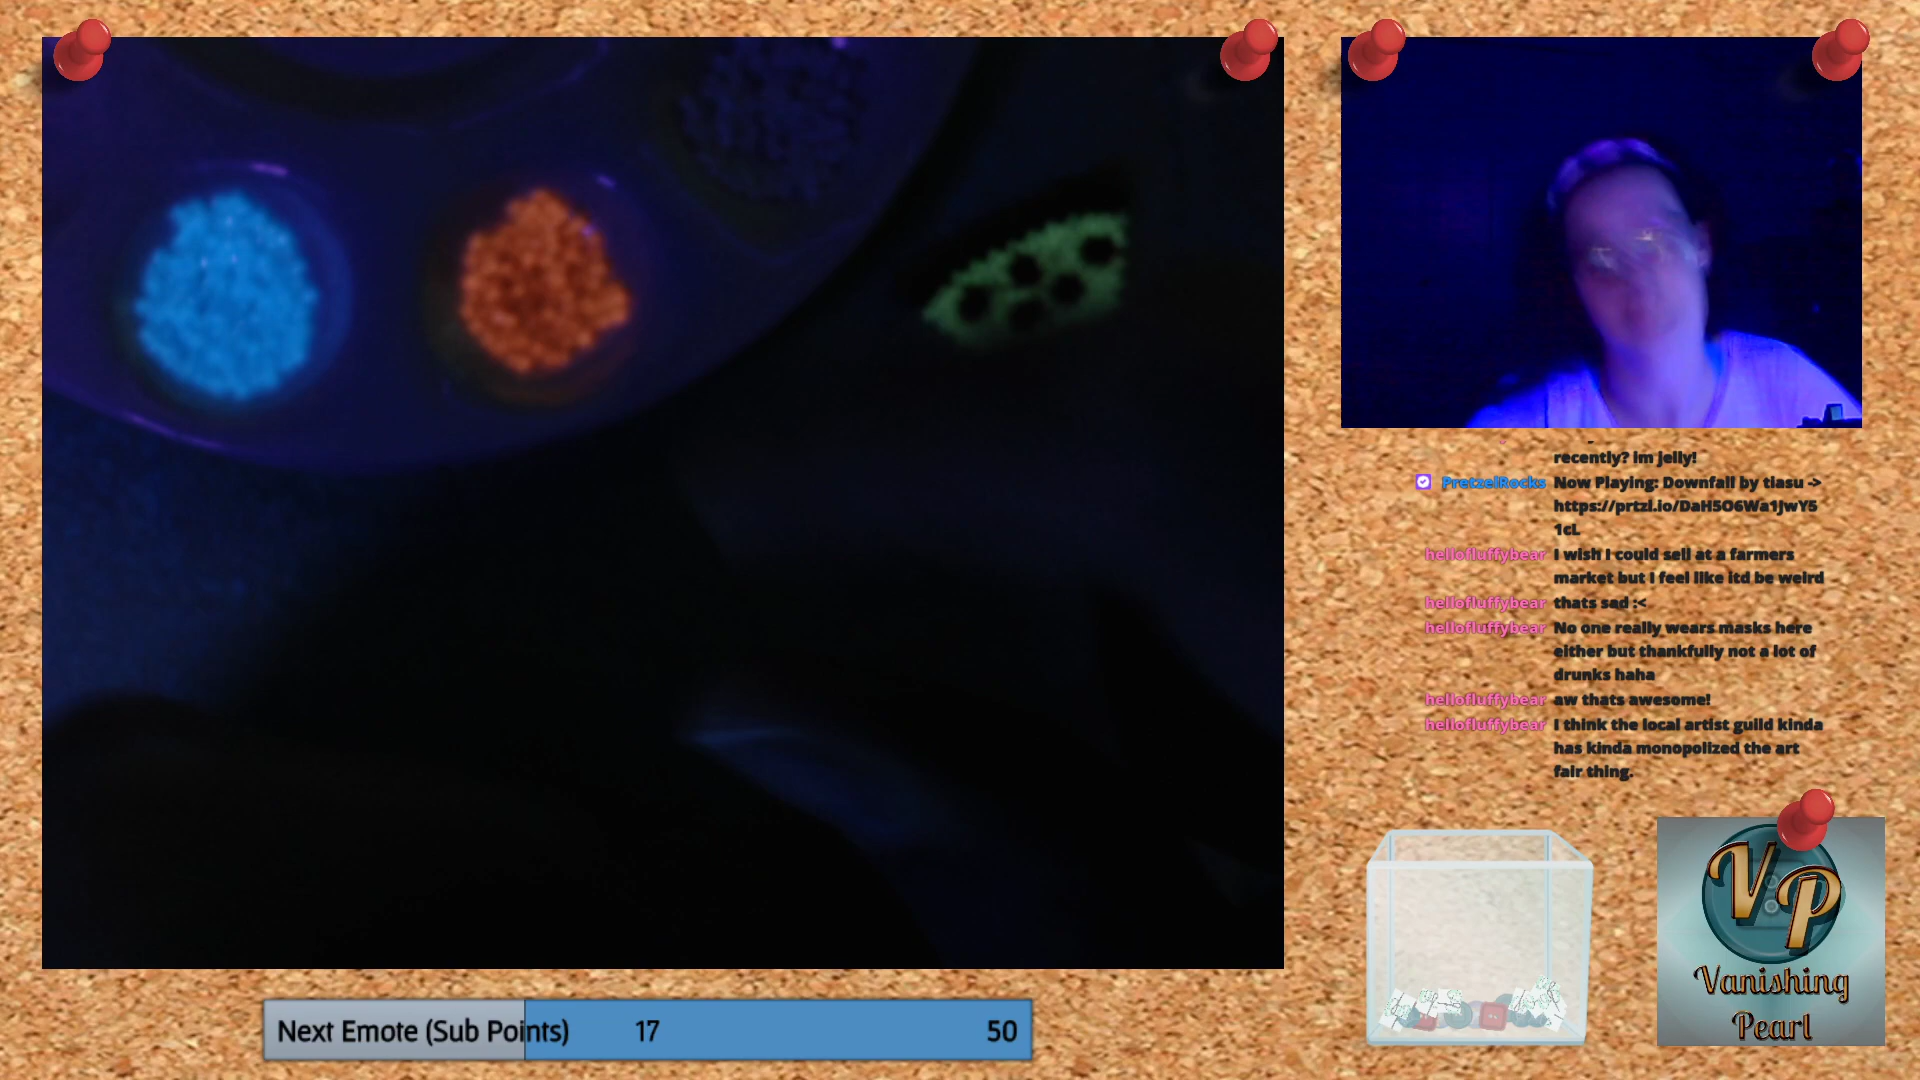 recently? im jelly!
PretzelRocks Now Playing: Downfall by tiasu ->
https://prtzl.io/DaH5O6Wa1JwY5
1cL
hellofluffybear I wish I could sell at a farmers
market but I feel like itd be weird
hellofluffybear thats sad :<
hellofluffybear No one really wears masks here
either but thankfully not a lot of
drunks haha
hellofluffybear aw thats awesome!
hellofluffybear I think the local artist guild kinda
has kinda monopolized the art
fair thing.
VP
Vanishing
Pearl
Next Emote (Sub Points) 17 50